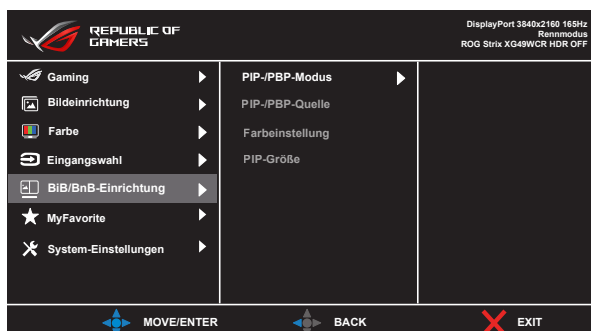 REPUBLIC OF
GAMERS
DisplayPort 3840x2160 165Hz
Rennmodus
ROG Strix XG49WCR HDR OFF
Gaming
Bildeinrichtung
Farbe
Eingangswahl
BiB/BnB-Einrichtung
MyFavorite
System-Einstellungen
PIP-/PBP-Modus
PIP-/PBP-Quelle
Farbeinstellung
PIP-Größe
MOVE/ENTER
BACK
EXIT